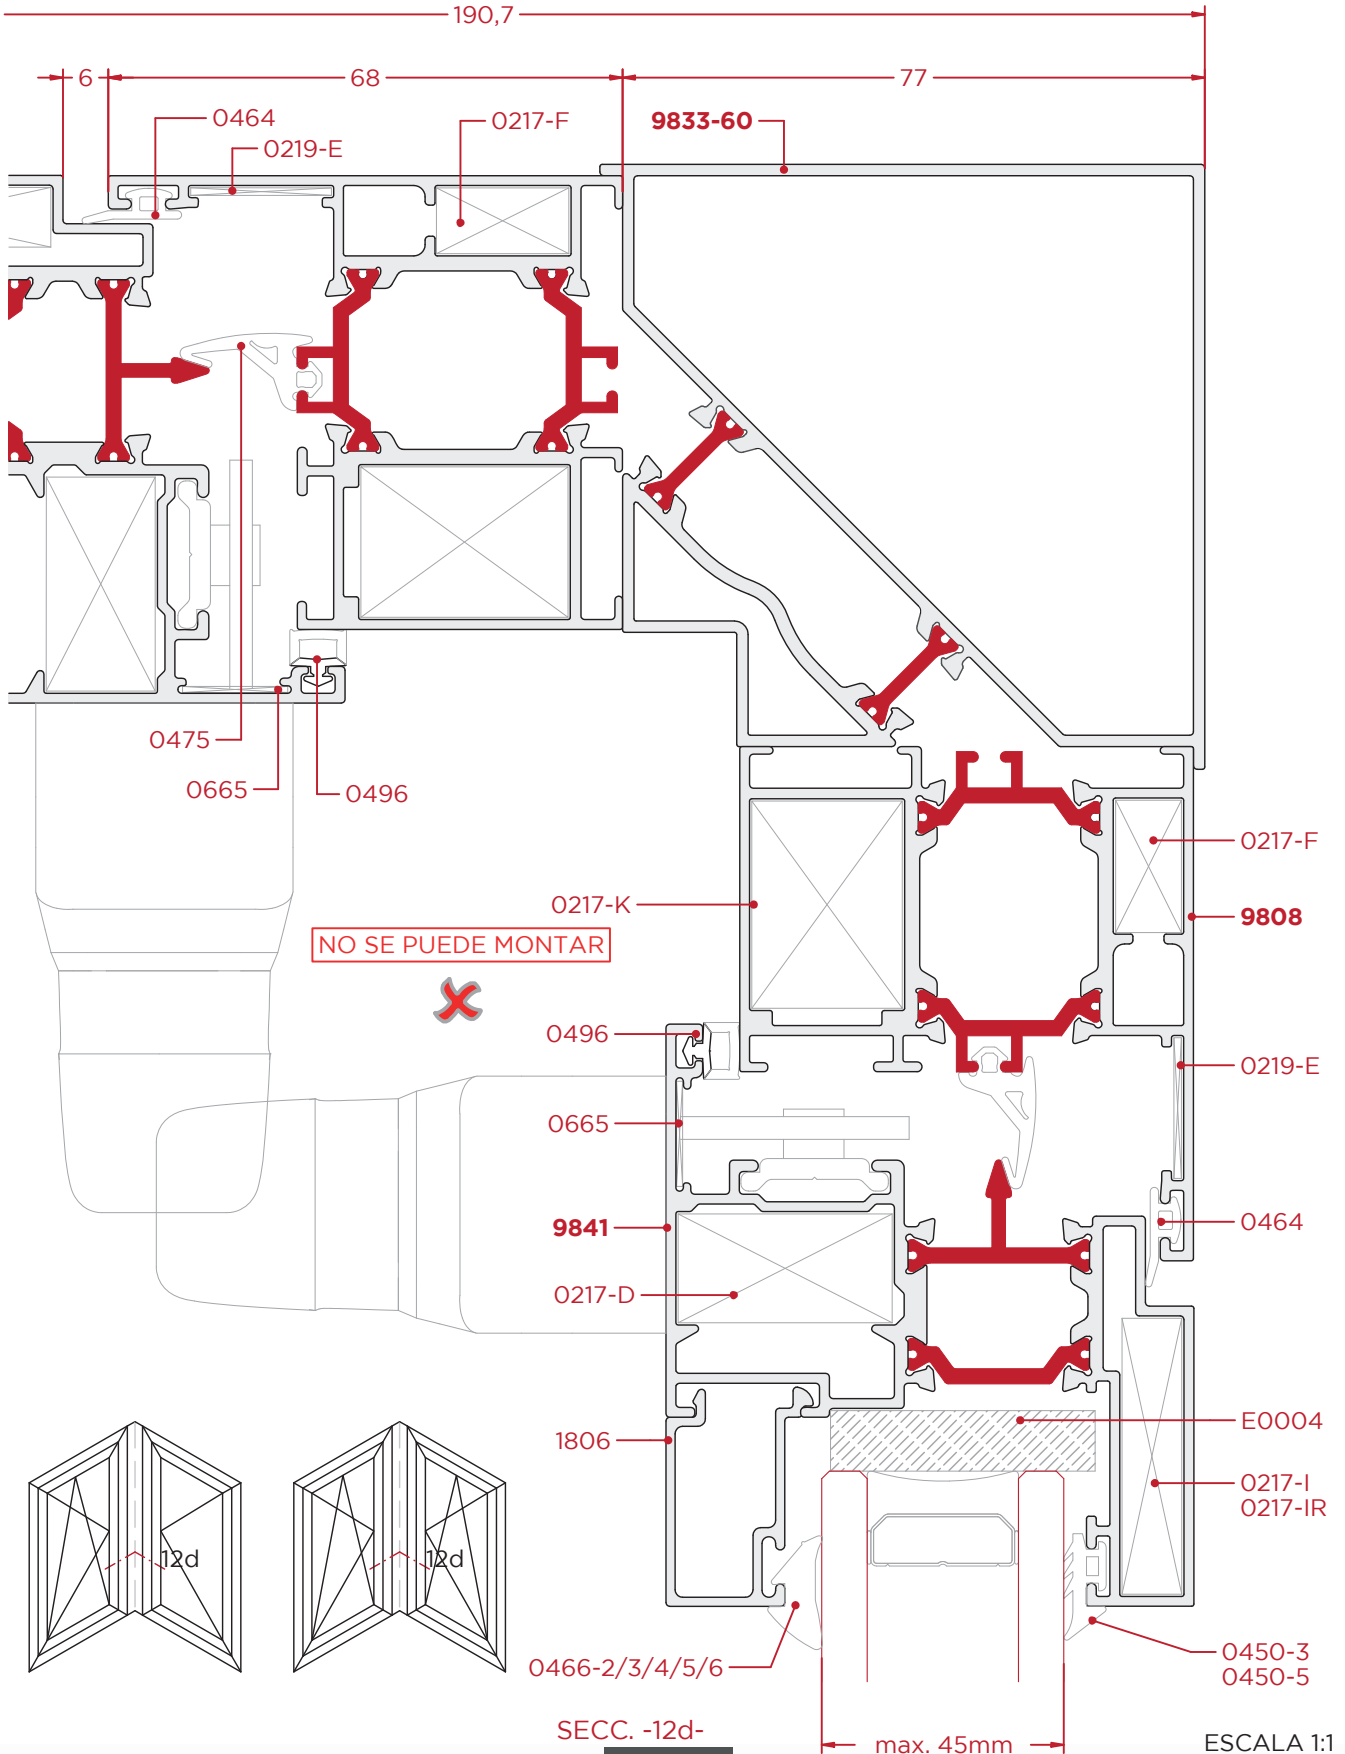 190,7
6
68
77
0464
0217-F
9833-60
0219-E
0475
0665
0496
0217-F
0217-K
9808
NO SE PUEDE MONTAR
0496
0219-E
0665
9841
0464
0217-D
E0004
1806
0217-I
0217-IR
12d
12d
0466-2/3/4/5/6
0450-3
0450-5
SECC. -12d-
max. 45mm
ESCALA 1:1